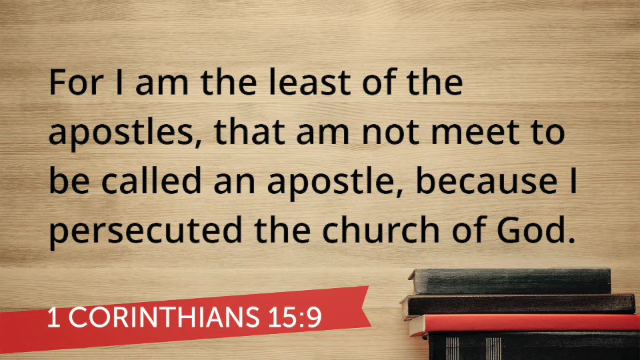 For I am the least of the
apostles, that am not meet to
be called an apostle, because I
persecuted the church of God.
1 CORINTHIANS 15:9